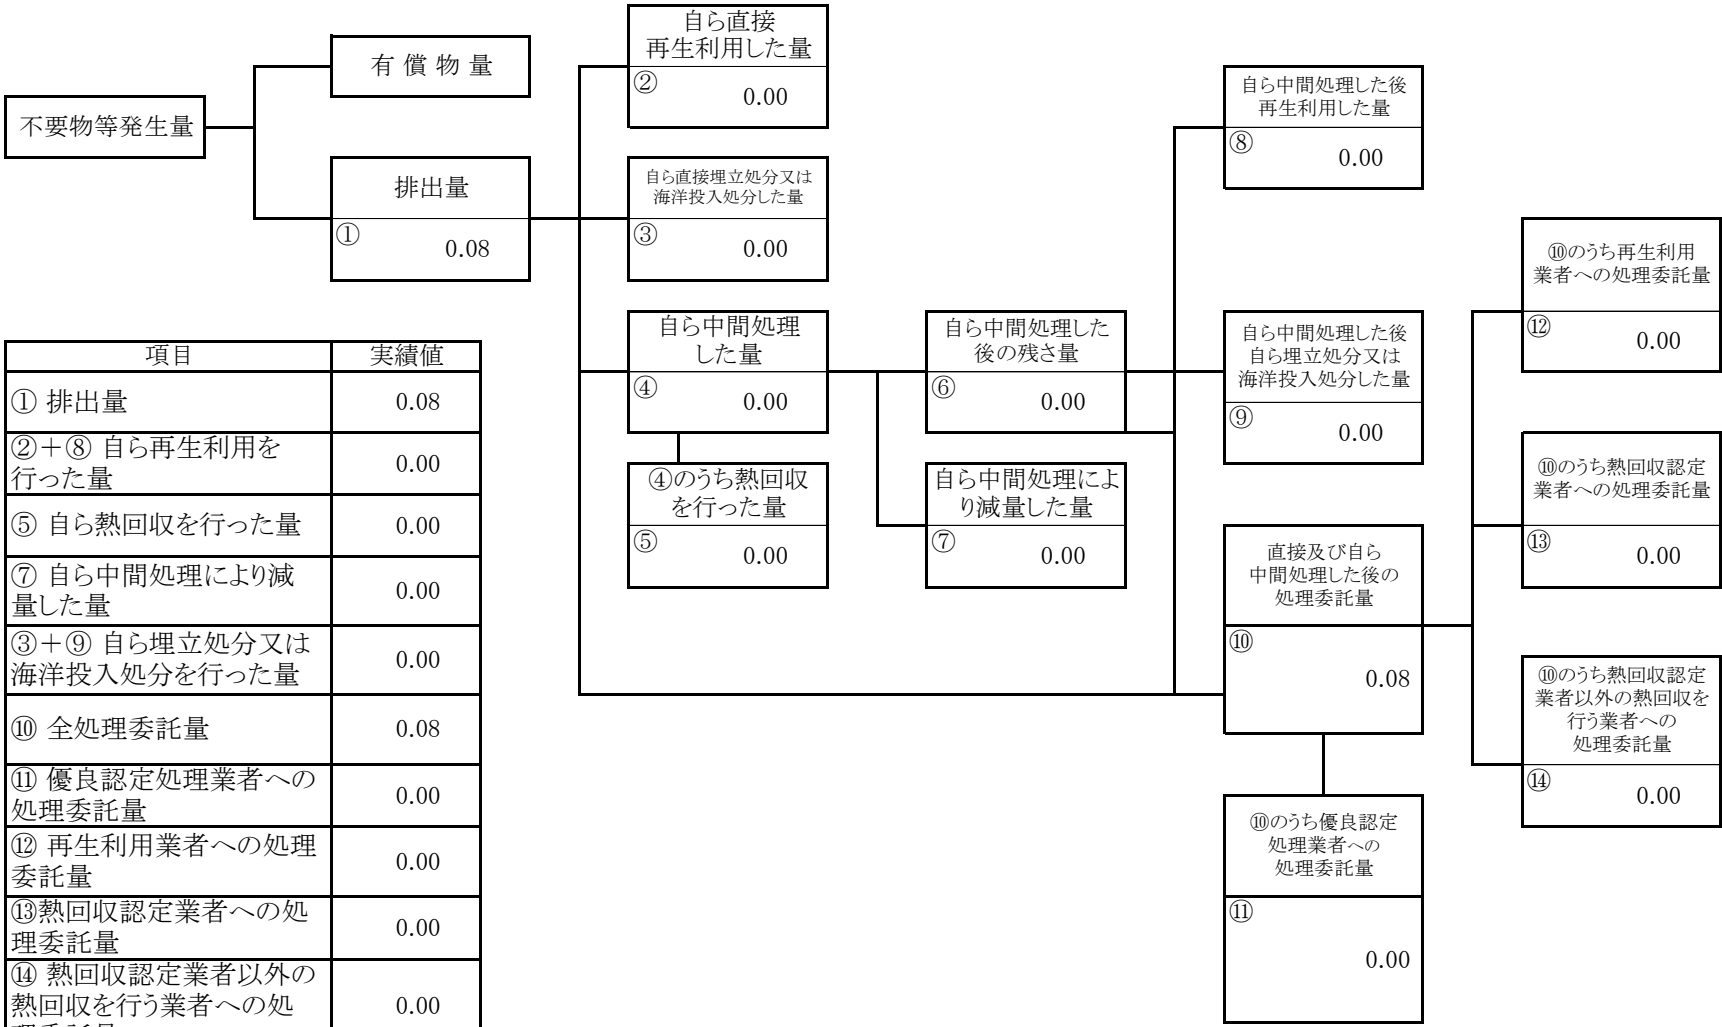 不要物等発生量
有償物量
排出量
①
0.08
自ら直接
再生利用した量
②
0.00
自ら直接埋立処分又は
海洋投入処分した量
③
0.00
自ら中間処理
した量
④
0.00
④のうち熱回収
を行った量
⑤
0.00
自ら中間処理した
後の残さ量
⑥
0.00
自ら中間処理によ
り減量した量
⑦
0.00
自ら中間処理した後
再生利用した量
⑧
0.00
自ら中間処理した後
自ら埋立処分又は
海洋投入処分した量
⑨
0.00
直接及び自ら
中間処理した後の
処理委託量
⑩
0.08
⑩のうち優良認定
処理業者への
処理委託量
⑪
0.00
⑩のうち再生利用
業者への処理委託量
⑫
0.00
⑩のうち熱回収認定
業者への処理委託量
⑬
0.00
⑩のうち熱回収認定
業者以外の熱回収を
行う業者への
処理委託量
⑭
0.00
項目 実績値
① 排出量 0.08
②+⑧ 自ら再生利用を
行った量 0.00
⑤ 自ら熱回収を行った量 0.00
⑦ 自ら中間処理により減
量した量 0.00
③+⑨ 自ら埋立処分又は
海洋投入処分を行った量 0.00
⑩ 全処理委託量 0.08
⑪ 優良認定処理業者への
処理委託量 0.00
⑫ 再生利用業者への処理
委託量 0.00
⑬熱回収認定業者への処
理委託量 0.00
⑭ 熱回収認定業者以外の
熱回収を行う業者への処 0.00